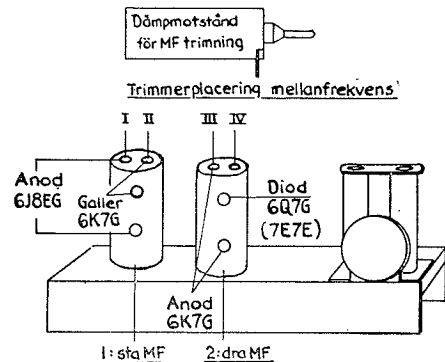 Dämpmotstånd
för MF trimning
Trimmerplacering mellanfrekvens
I II III IV
Anod
6J8EG
Galler
6K7G
Diod
6Q7G
(7E7E)
Anod
6K7G
1:sta MF
2:dra MF